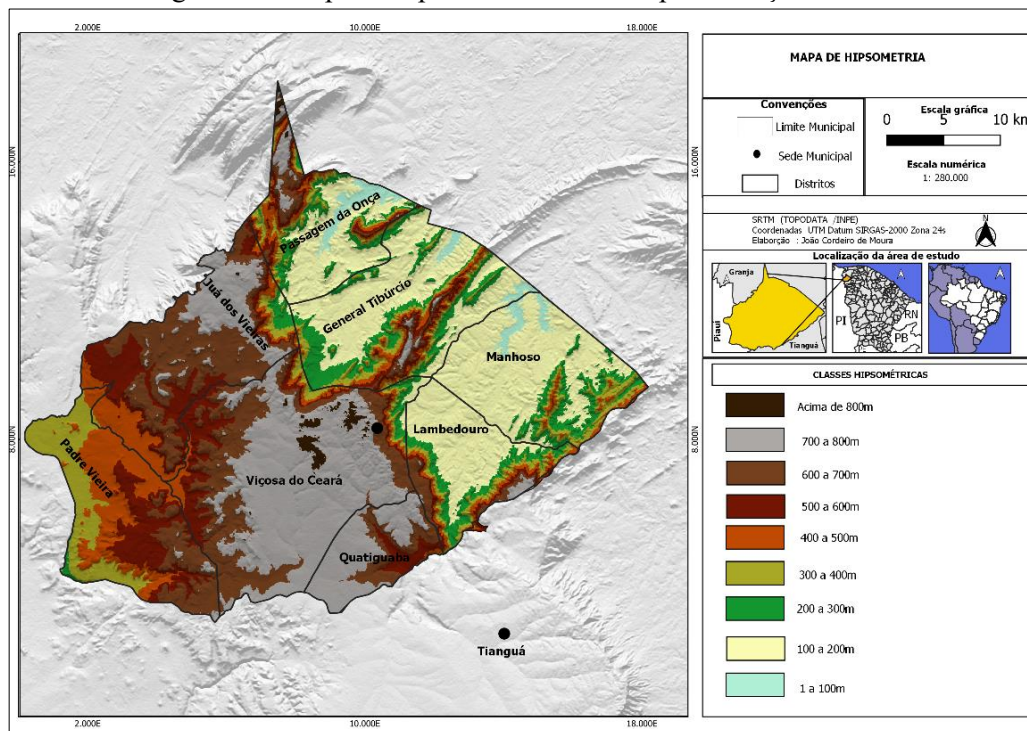 2.000E
10.000E
18.000E
16.000N
16.000N
8.000N
8.000N
Passagem da Onça
Juá dos Vieiras
General Tibúrcio
Manhoso
Lambedouro
Padre Vieira
Viçosa do Ceará
Quatiguaba
Tianguá
2.000E
10.000E
18.000E
MAPA DE HIPSOMETRIA
Convenções
Limite Municipal
Sede Municipal
Distritos
Escala gráfica
0 5 10 km
Escala numérica
1: 280.000
SRTM (TOPODATA /INPE)
Coordenadas UTM Datum SIRGAS-2000 Zona 24s
Elaboração : João Cordeiro de Moura
N
Localização da área de estudo
Granja
Piauí
Tianguá
PI
RN
PB
CLASSES HIPSOMÉTRICAS
Acima de 800m
700 a 800m
600 a 700m
500 a 600m
400 a 500m
300 a 400m
200 a 300m
100 a 200m
1 a 100m